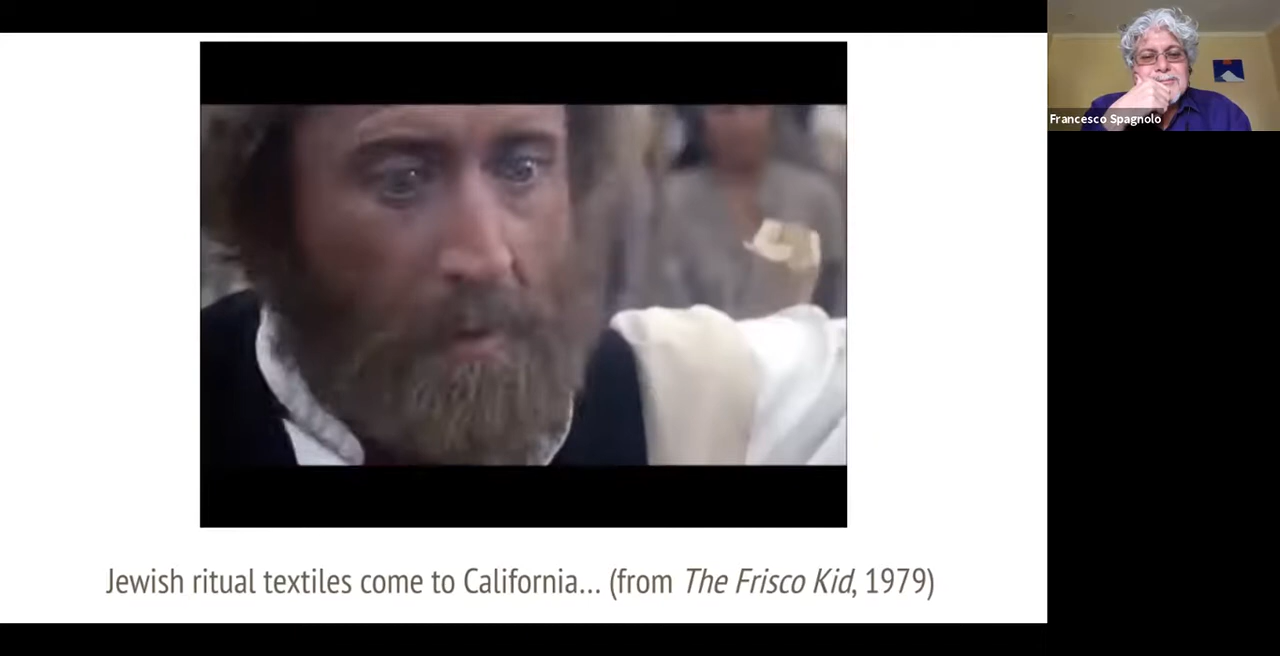 Francesco Spagnolo
Jewish ritual textiles come to California... (from The Frisco Kid, 1979)